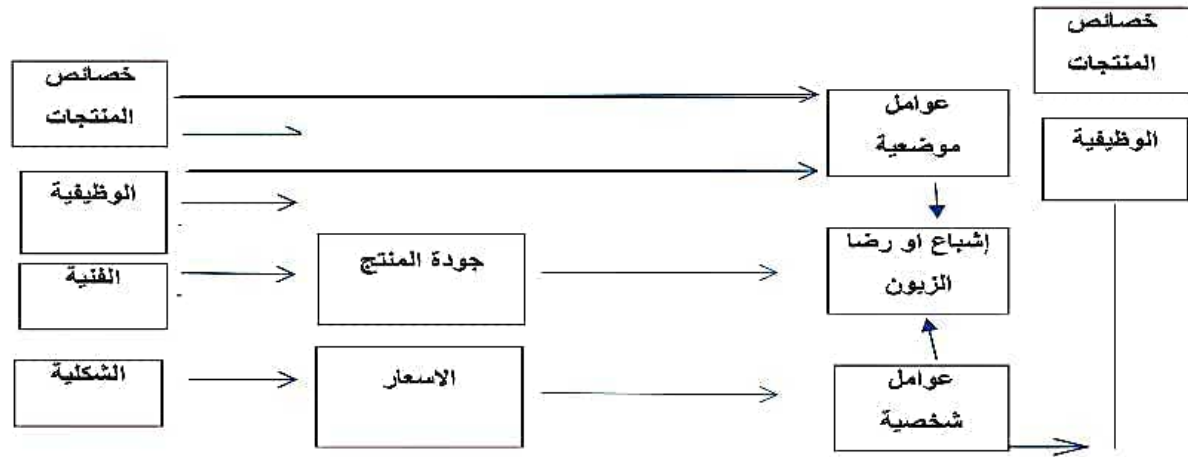 خصائص
المنتجات
خصائص
المنتجات
عوامل
موضعية
الوظيفية
الوظيفية
إشباع او رضا
الزبون
جودة المنتج
الفنية
الشكلية
الاسعار
عوامل
شخصية